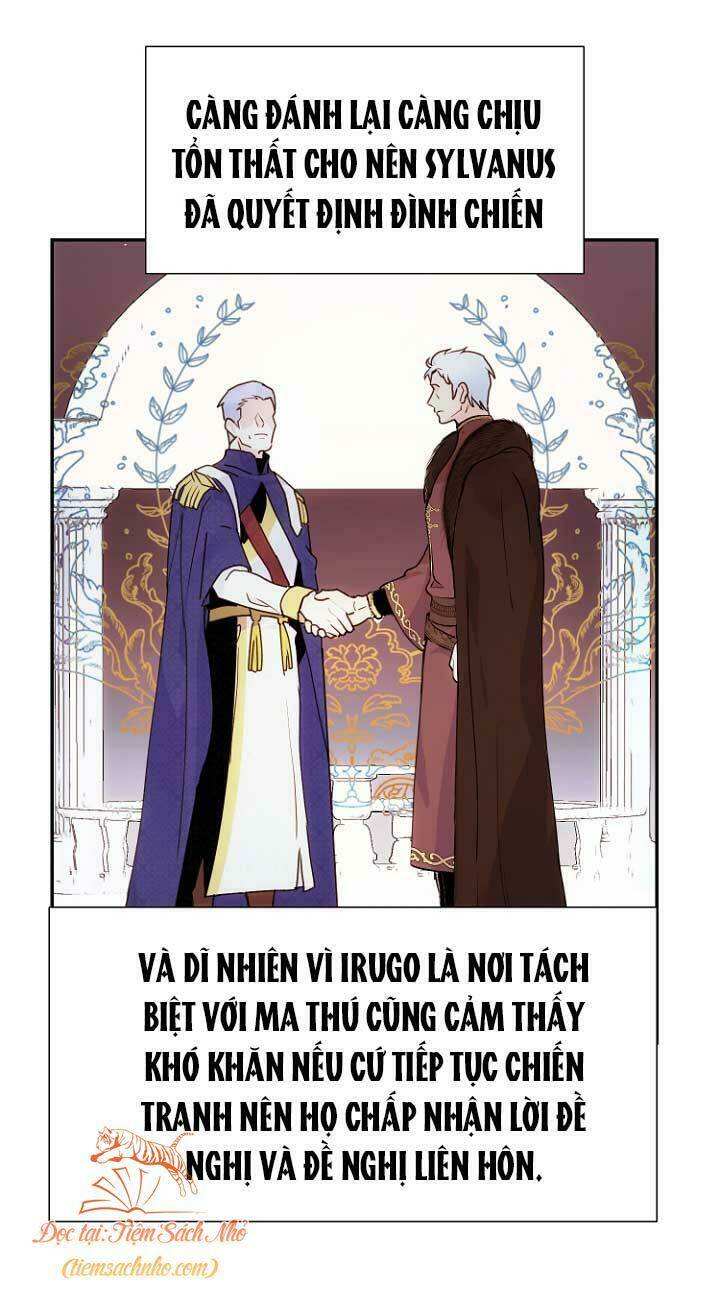 CÀNG ĐÁNH LẠI CÀNG CHỊU
TỔN THẤT CHO NÊN SYLVANUS
ĐÃ QUYẾT ĐỊNH ĐÌNH CHIẾN
VÀ DĨ NHIÊN VÌ IRUGO LÀ NƠI TÁCH
BIỆT VỚI MA THÚ CŨNG CẢM THẤY
KHÓ KHĂN NẾU CỨ TIẾP TỤC CHIẾN
TRANH NÊN HỌ CHẤP NHẬN LỜI ĐỀ
NGHỊ VÀ ĐỀ NGHỊ LIÊN HÔN.
Đọc tại: Tiệm Sách Nhỏ
(tiemsachnho.com)